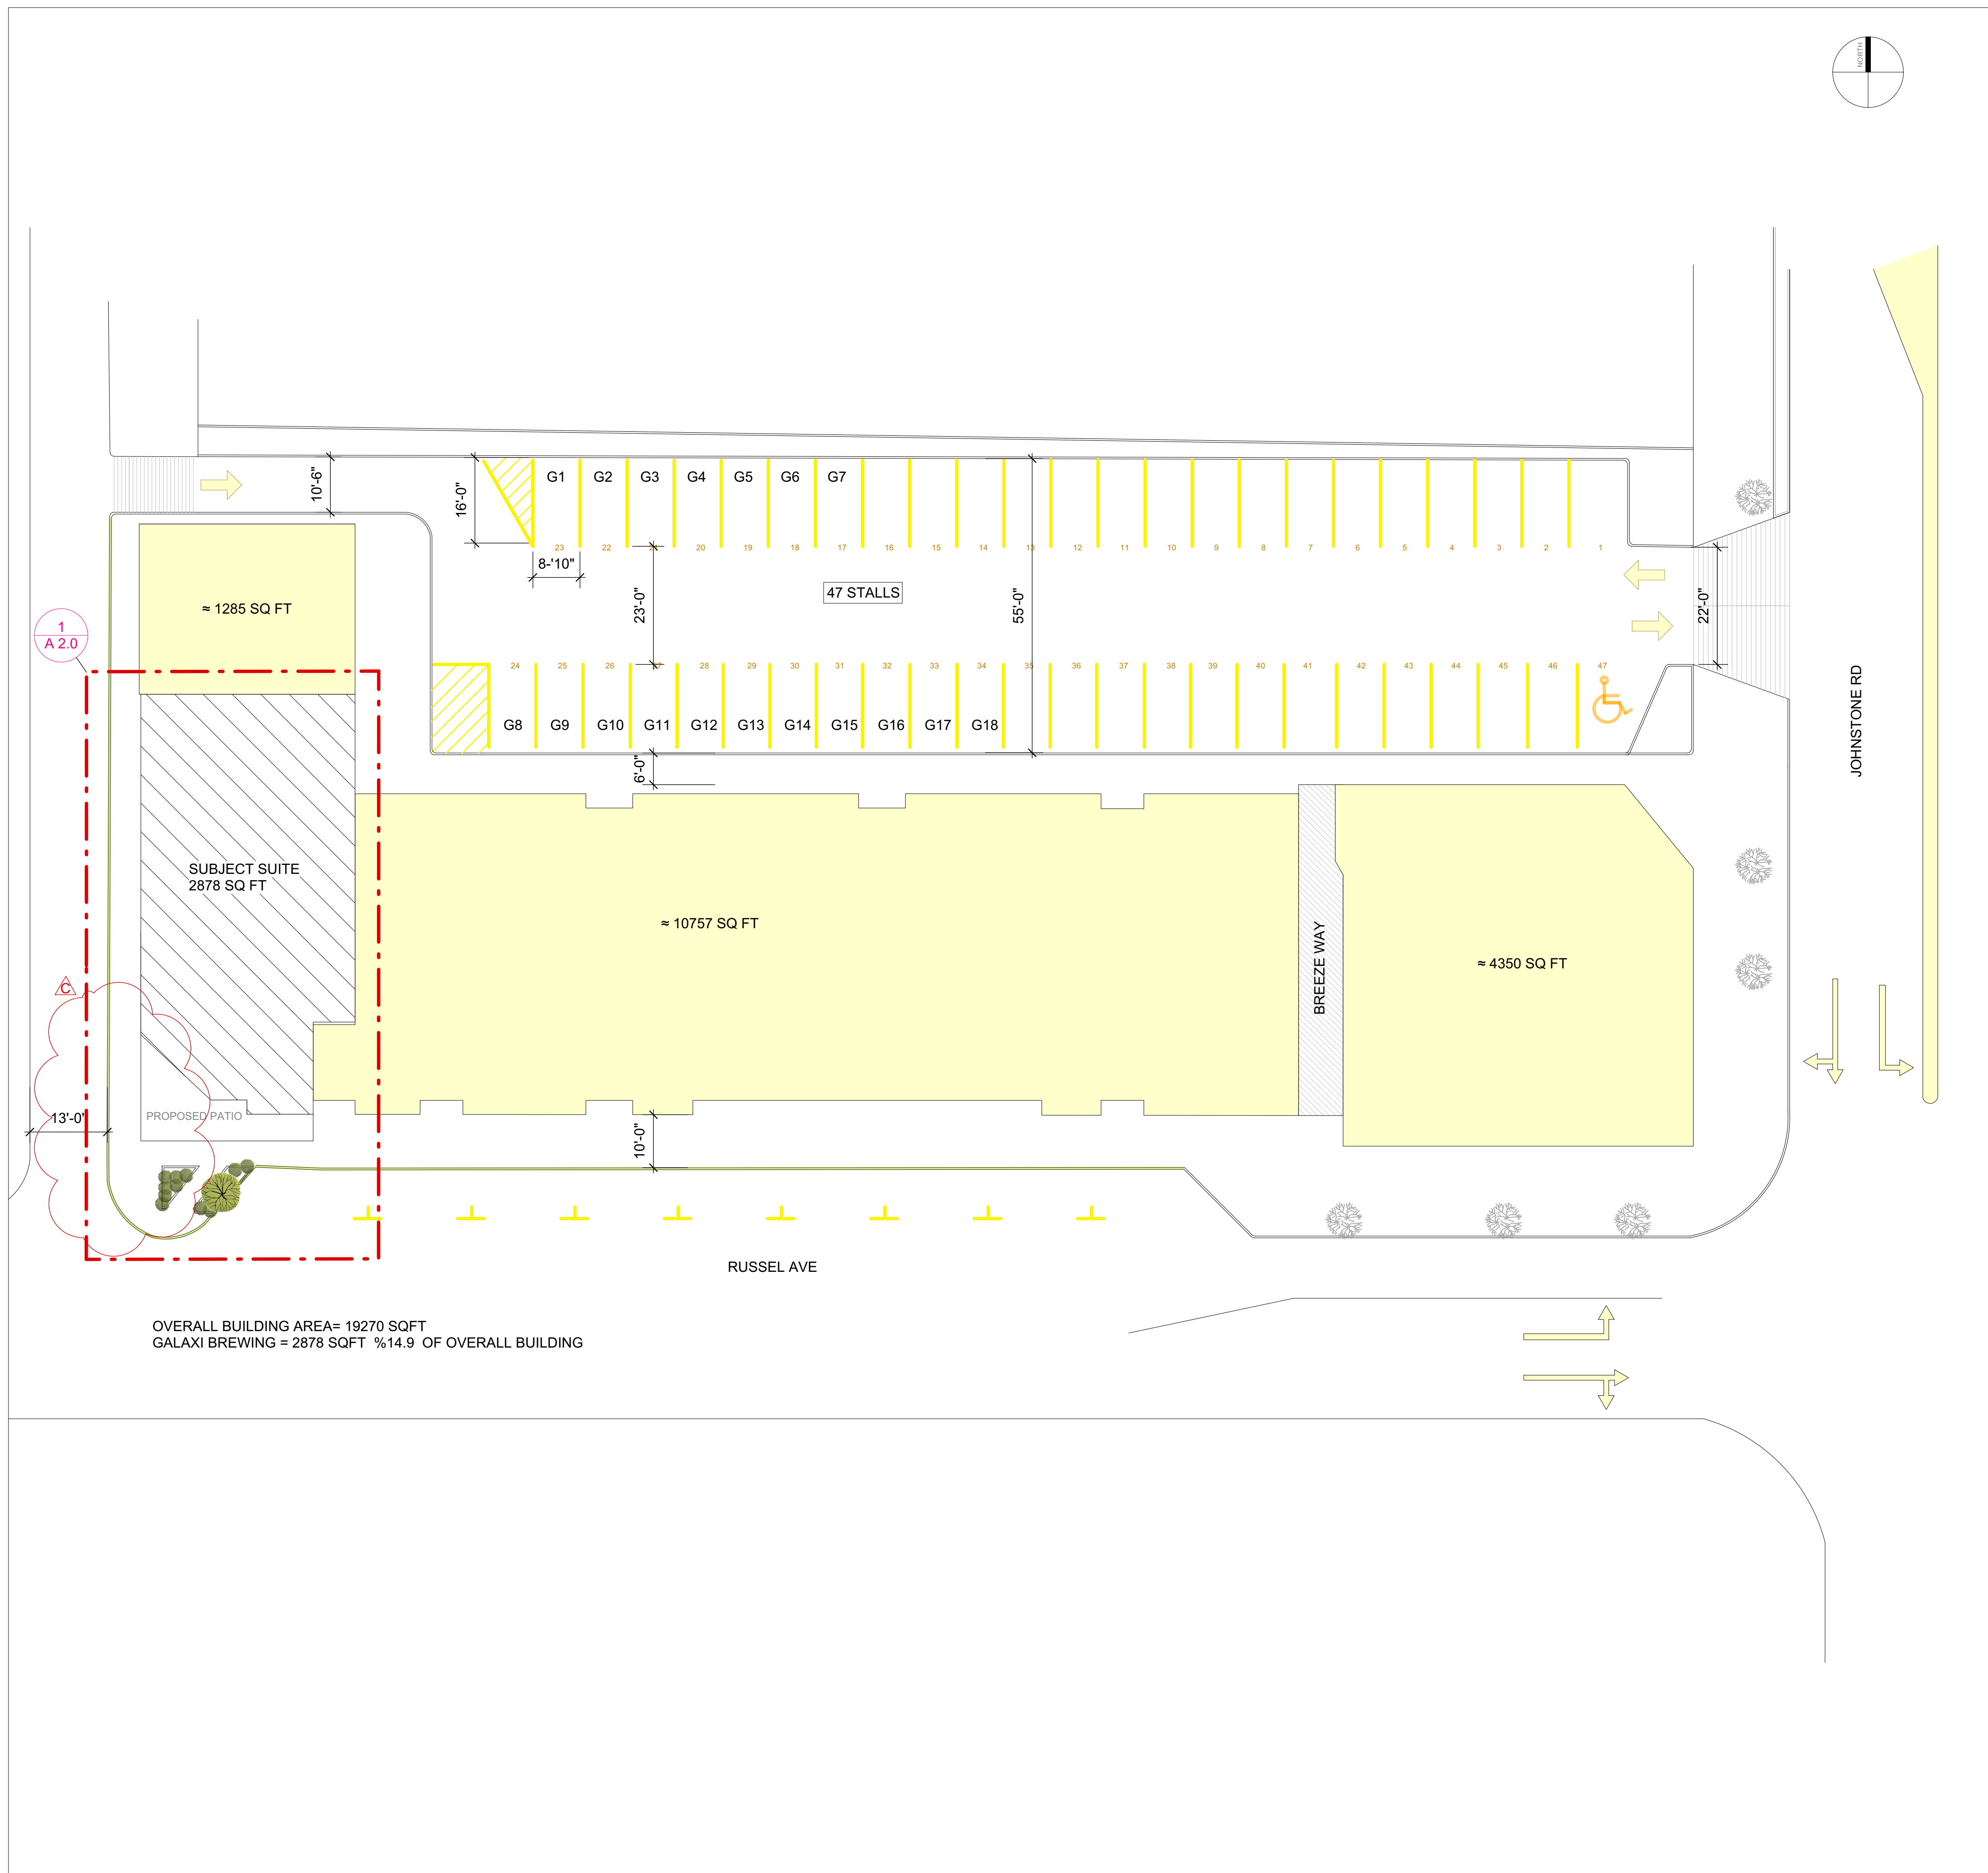 NORTH
10'-6"
16'-0"
G1 G2 G3 G4 G5 G6 G7
23 22 21 20 19 18 17 16 15 14 13 12 11 10 9 8 7 6 5 4 3 2 1
8-'10"
23'-0"
47 STALLS
55'-0"
22'-0"
≈ 1285 SQ FT
1
A 2.0
24 25 26 27 28 29 30 31 32 33 34 35 36 37 38 39 40 41 42 43 44 45 46 47
G8 G9 G10 G11 G12 G13 G14 G15 G16 G17 G18
6'-0"
JOHNSTONE RD
SUBJECT SUITE
2878 SQ FT
≈ 10757 SQ FT
BREEZE WAY
≈ 4350 SQ FT
C
13'-0"
PROPOSED PATIO
10'-0"
RUSSEL AVE
OVERALL BUILDING AREA= 19270 SQFT
GALAXI BREWING = 2878 SQFT %14.9 OF OVERALL BUILDING